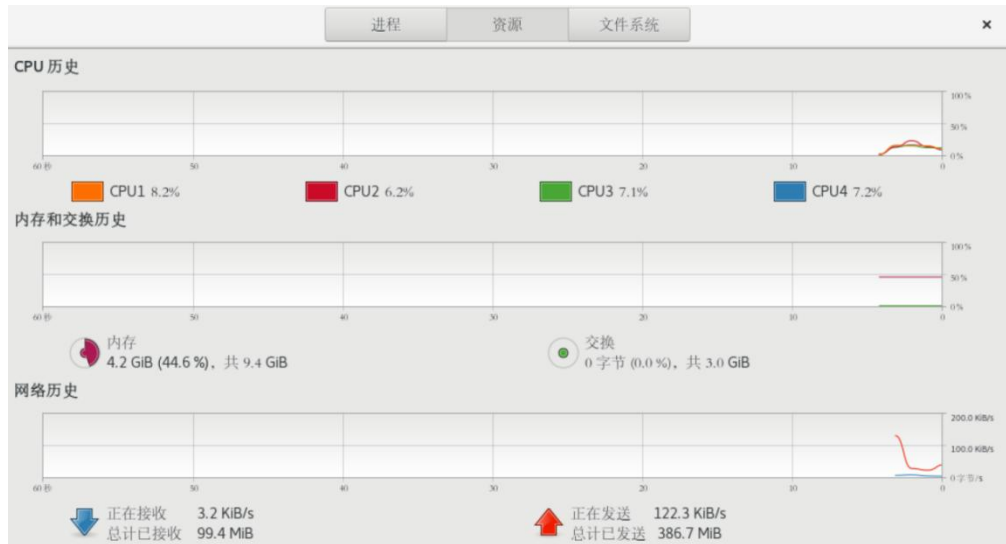 进程 资源 文件系统 ×
CPU 历史
100%
50%
0%
60 秒 50 40 30 20 10 0
CPU1 8.2% CPU2 6.2% CPU3 7.1% CPU4 7.2%
内存和交换历史
100%
50%
0%
60 秒 50 40 30 20 10 0
内存 交换
4.2 GiB (44.6 %),共 9.4 GiB 0 字节 (0.0 %),共 3.0 GiB
网络历史
200.0 KiB/s
100.0 KiB/s
0 字节/s
60 秒 50 40 30 20 10 0
正在接收 3.2 KiB/s 正在发送 122.3 KiB/s
总计已接收 99.4 MiB 总计已发送 386.7 MiB